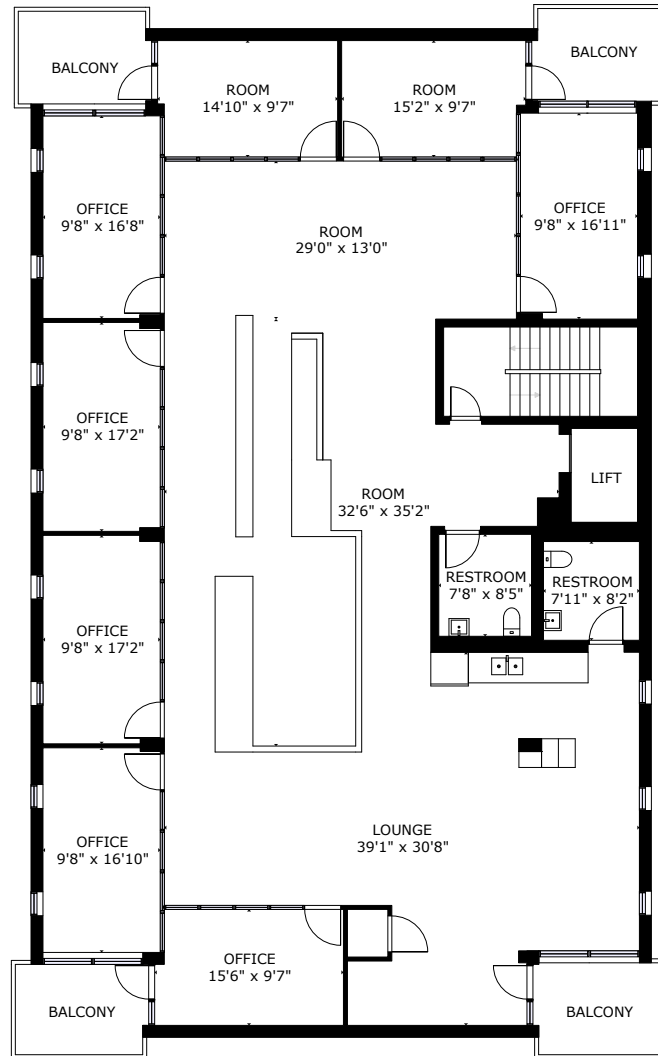 BALCONY
BALCONY
ROOM
14'10" x 9'7"
ROOM
15'2" x 9'7"
OFFICE
9'8" x 16'8"
OFFICE
9'8" x 16'11"
ROOM
29'0" x 13'0"
OFFICE
9'8" x 17'2"
LIFT
ROOM
32'6" x 35'2"
RESTROOM
7'8" x 8'5"
RESTROOM
7'11" x 8'2"
OFFICE
9'8" x 17'2"
LOUNGE
39'1" x 30'8"
OFFICE
9'8" x 16'10"
OFFICE
15'6" x 9'7"
BALCONY
BALCONY